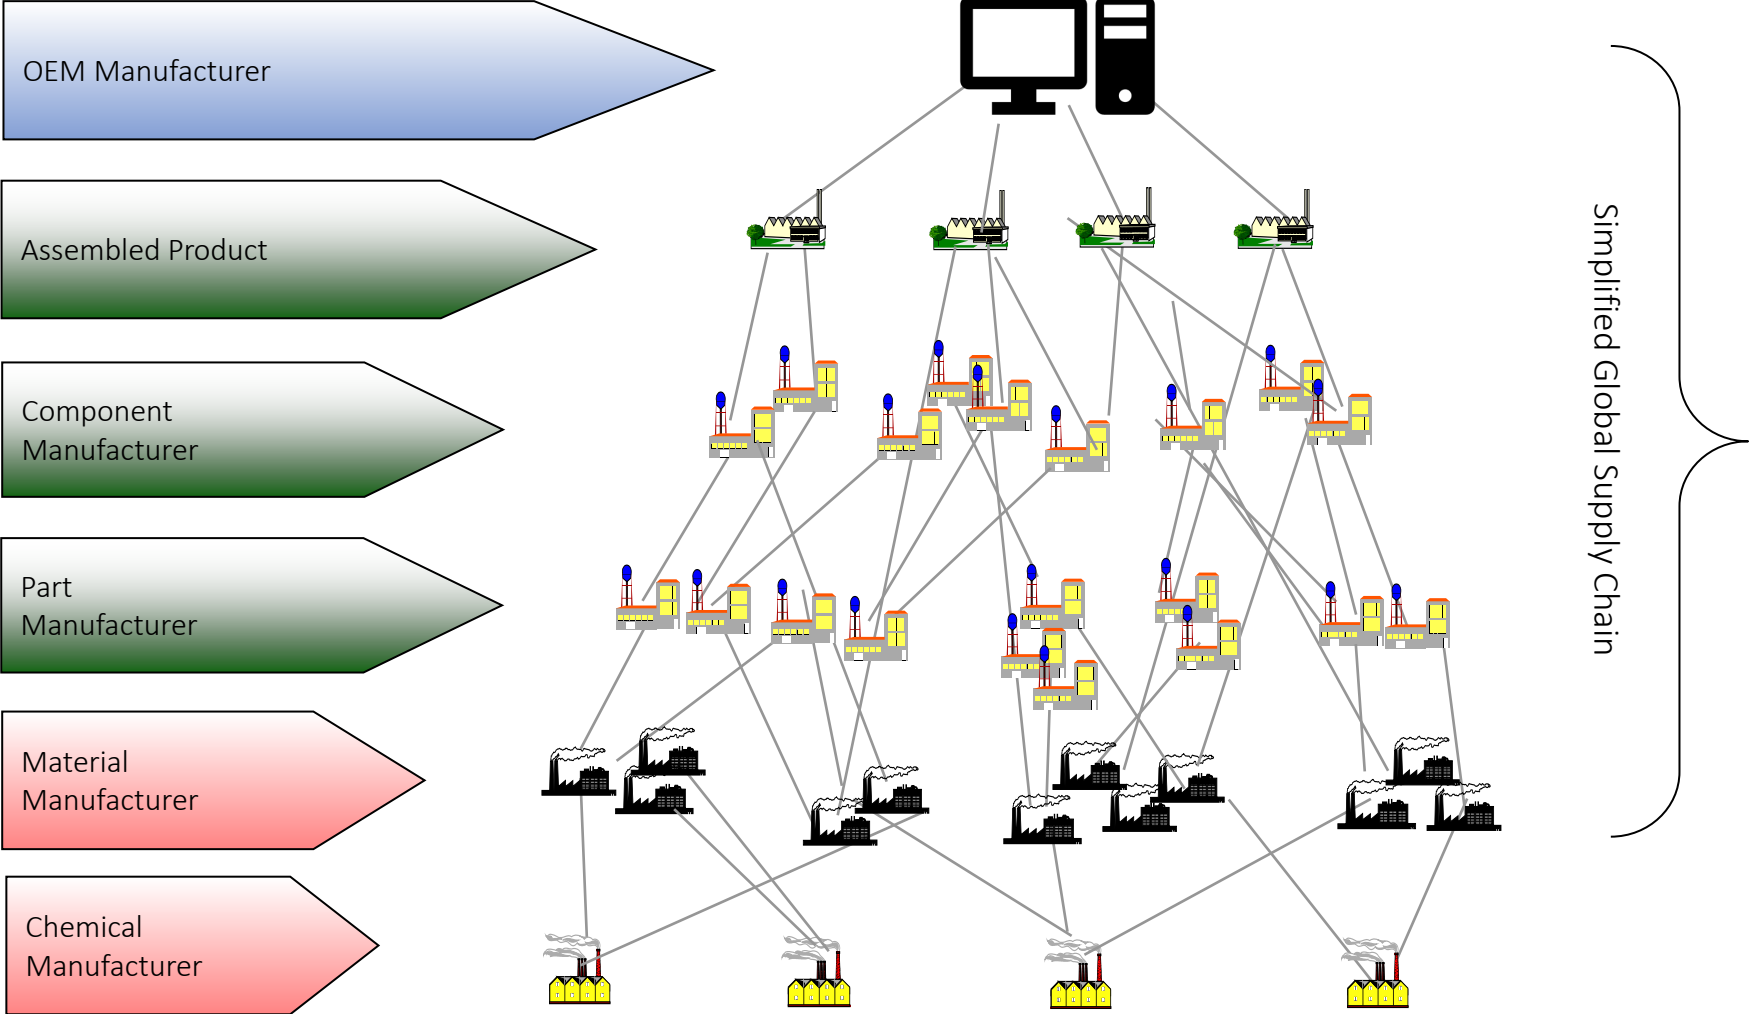 OEM Manufacturer
Assembled Product
Component
Manufacturer
Part
Manufacturer
Material
Manufacturer
Chemical
Manufacturer
Simplified Global Supply Chain